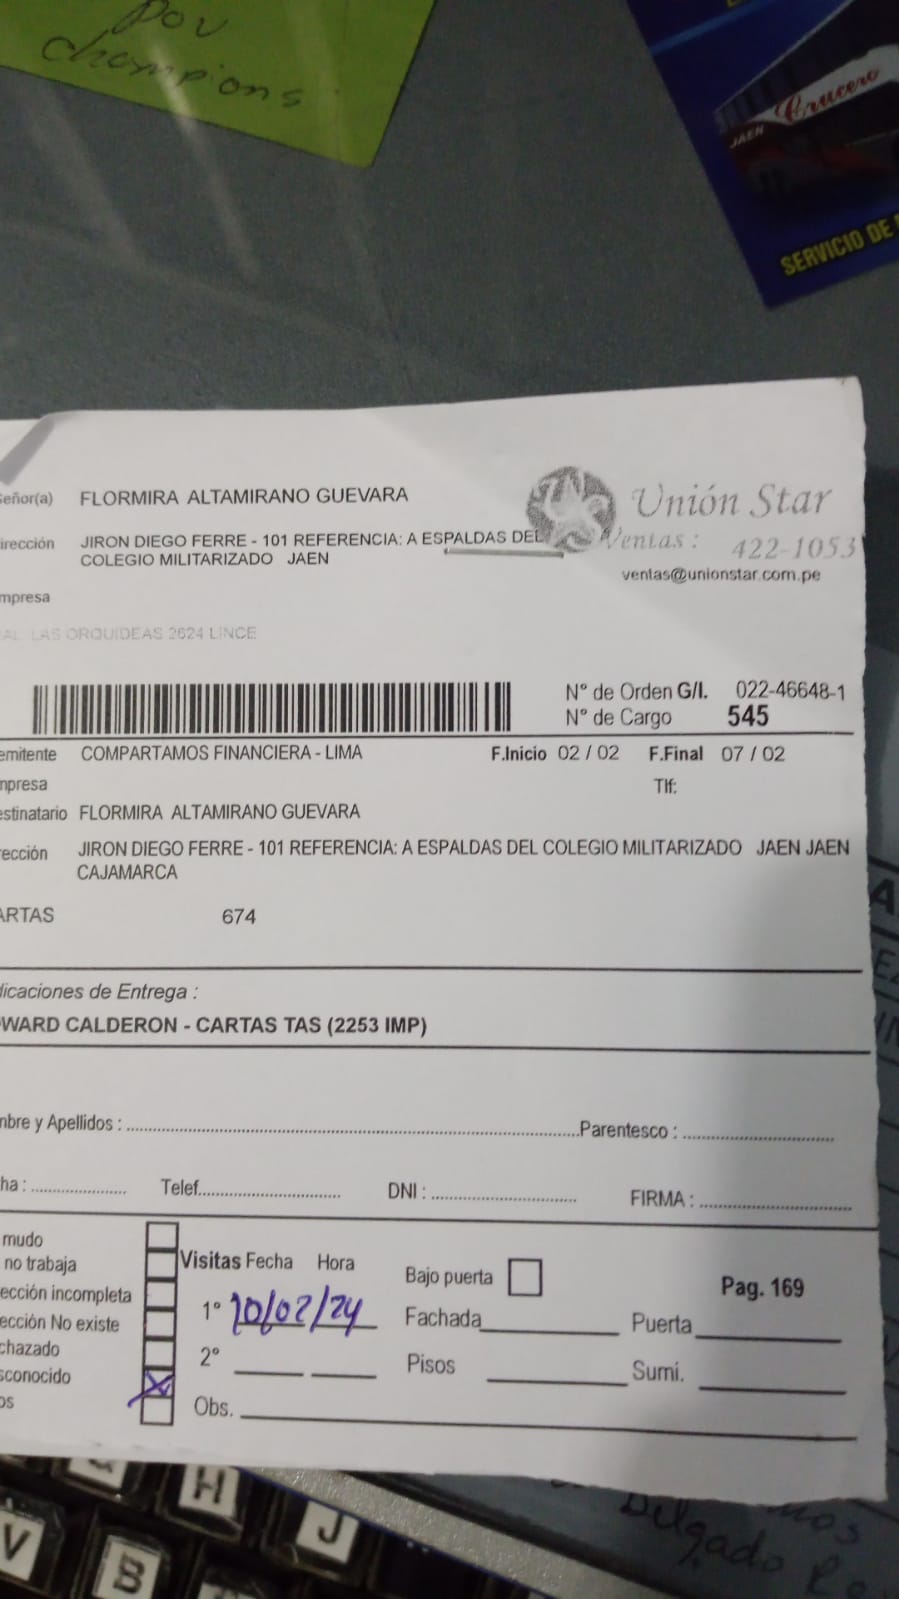 pov
champions
Crucero
JAEN
SERVICIO DE
eñor(a) FLORMIRA ALTAMIRANO GUEVARA
Unión Star
irección JIRON DIEGO FERRE - 101 REFERENCIA: A ESPALDAS DEL
COLEGIO MILITARIZADO JAEN
Ventas : 422-1053
ventas@unionstar.com.pe
mpresa
AL. LAS ORQUIDEAS 2624 LINCE
N° de Orden G/I. 022-46648-1
N° de Cargo 545
emitente COMPARTAMOS FINANCIERA - LIMA F.Inicio 02 / 02 F.Final 07 / 02
mpresa Tlf:
estinatario FLORMIRA ALTAMIRANO GUEVARA
ección JIRON DIEGO FERRE - 101 REFERENCIA: A ESPALDAS DEL COLEGIO MILITARIZADO JAEN JAEN
CAJAMARCA
ARTAS 674
dicaciones de Entrega :
WARD CALDERON - CARTAS TAS (2253 IMP)
mbre y Apellidos : Parentesco :
ha : Telef. DNI : FIRMA :
mudo
no trabaja
ección incompleta
ección No existe
chazado
sconocido
os
Visitas Fecha Hora
1° 10/02/24
2°
Obs.
Bajo puerta
Fachada Puerta
Pisos Sumi.
Pag. 169
H
J
V
B
Delgado